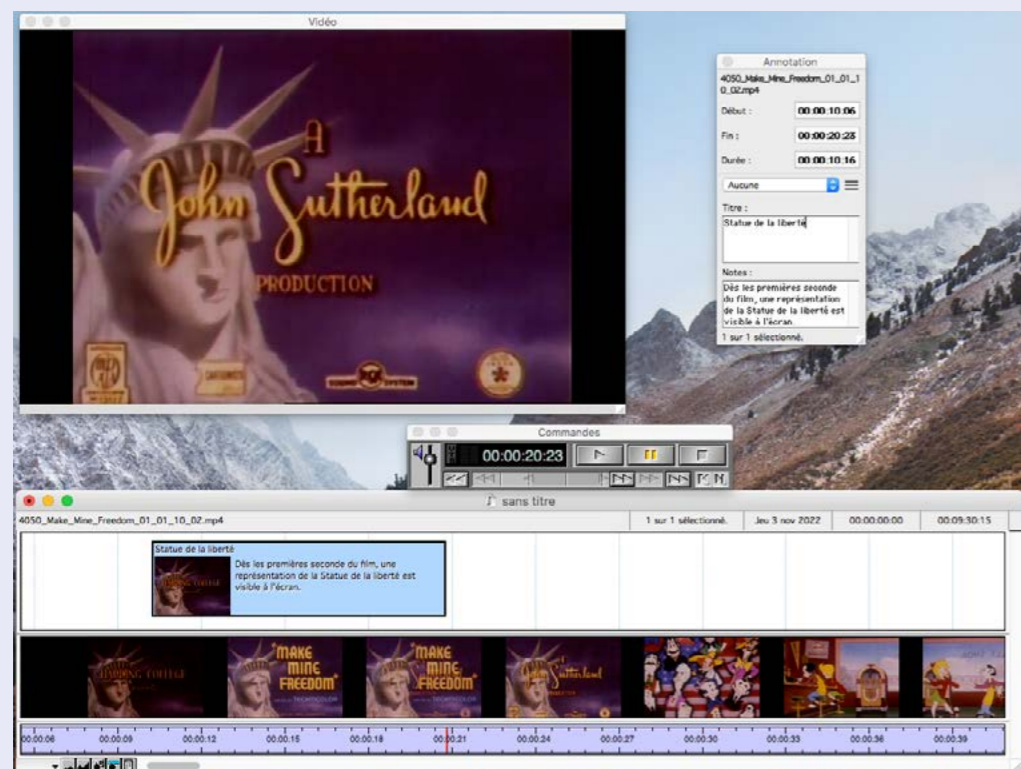 Vidéo
A
John Sutherland
PRODUCTION
CARTOONISTS
SOUND RCA SYSTEM
Annotation
4050_Make_Mine_Freedom_01_01_1
0_02.mp4
Début :
00:00:10:06
Fin :
00:00:20:23
Durée :
00:00:10:16
Aucune
Titre :
Statue de la liberté
Notes :
Dès les premières seconde
du film, une représentation
de la Statue de la liberté est
visible à l'écran.
1 sur 1 sélectionné.
Commandes
00:00:20:23
sans titre
4050_Make_Mine_Freedom_01_01_10_02.mp4
1 sur 1 sélectionné.
Jeu 3 nov 2022
00:00:00:00
00:09:30:15
Statue de la liberté
Dès les premières seconde du film, une
représentation de la Statue de la liberté est
visible à l'écran.
HARDING COLLEGE
"MAKE
MINE
FREEDOM"
"MAKE
MINE
FREEDOM"
John Sutherland
00:00:06
00:00:09
00:00:12
00:00:15
00:00:18
00:00:21
00:00:24
00:00:27
00:00:30
00:00:33
00:00:36
00:00:39